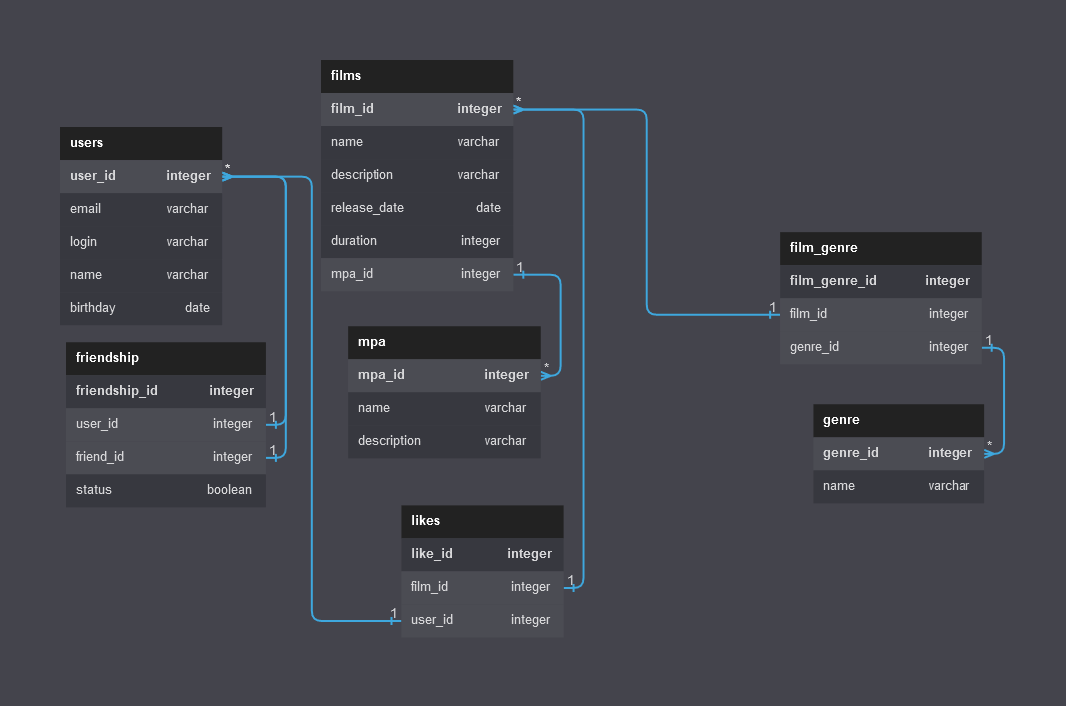 users
user_id integer
email varchar
login varchar
name varchar
birthday date
*
friendship
friendship_id integer
user_id integer
1
friend_id integer
1
status boolean
films
film_id integer
*
name varchar
description varchar
release_date date
duration integer
mpa_id integer
1
mpa
mpa_id integer
*
name varchar
description varchar
likes
like_id integer
film_id integer
1
1
user_id integer
film_genre
film_genre_id integer
1
film_id integer
genre_id integer
1
genre
genre_id integer
*
name varchar